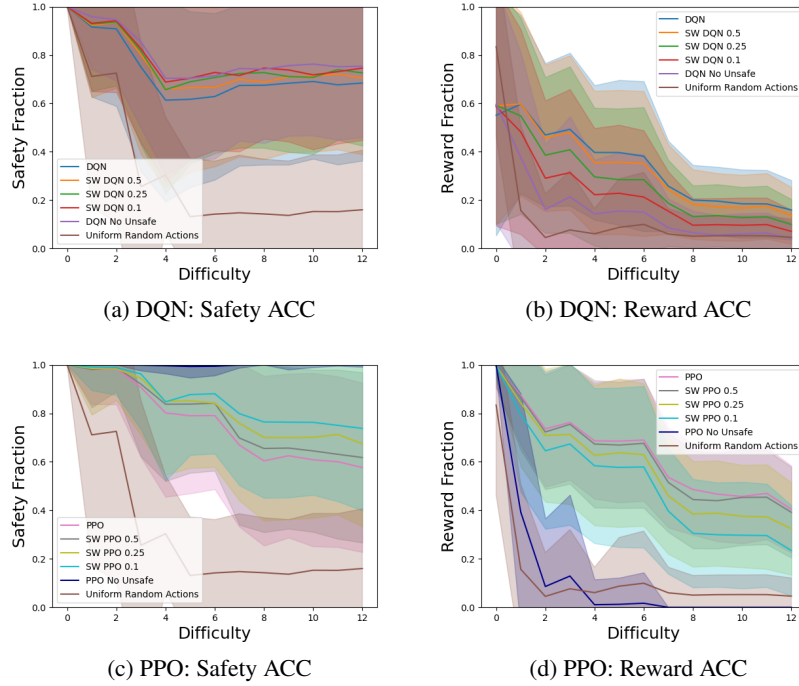 1.0
0.8
0.6
0.4
0.2
0.0
Safety Fraction
DQN
SW DQN 0.5
SW DQN 0.25
SW DQN 0.1
DQN No Unsafe
Uniform Random Actions
0 2 4 6 8 10 12
Difficulty
(a) DQN: Safety ACC
1.0
0.8
0.6
0.4
0.2
0.0
Reward Fraction
DQN
SW DQN 0.5
SW DQN 0.25
SW DQN 0.1
DQN No Unsafe
Uniform Random Actions
0 2 4 6 8 10 12
Difficulty
(b) DQN: Reward ACC
1.0
0.8
0.6
0.4
0.2
0.0
Safety Fraction
PPO
SW PPO 0.5
SW PPO 0.25
SW PPO 0.1
PPO No Unsafe
Uniform Random Actions
0 2 4 6 8 10 12
Difficulty
(c) PPO: Safety ACC
1.0
0.8
0.6
0.4
0.2
0.0
Reward Fraction
PPO
SW PPO 0.5
SW PPO 0.25
SW PPO 0.1
PPO No Unsafe
Uniform Random Actions
0 2 4 6 8 10 12
Difficulty
(d) PPO: Reward ACC